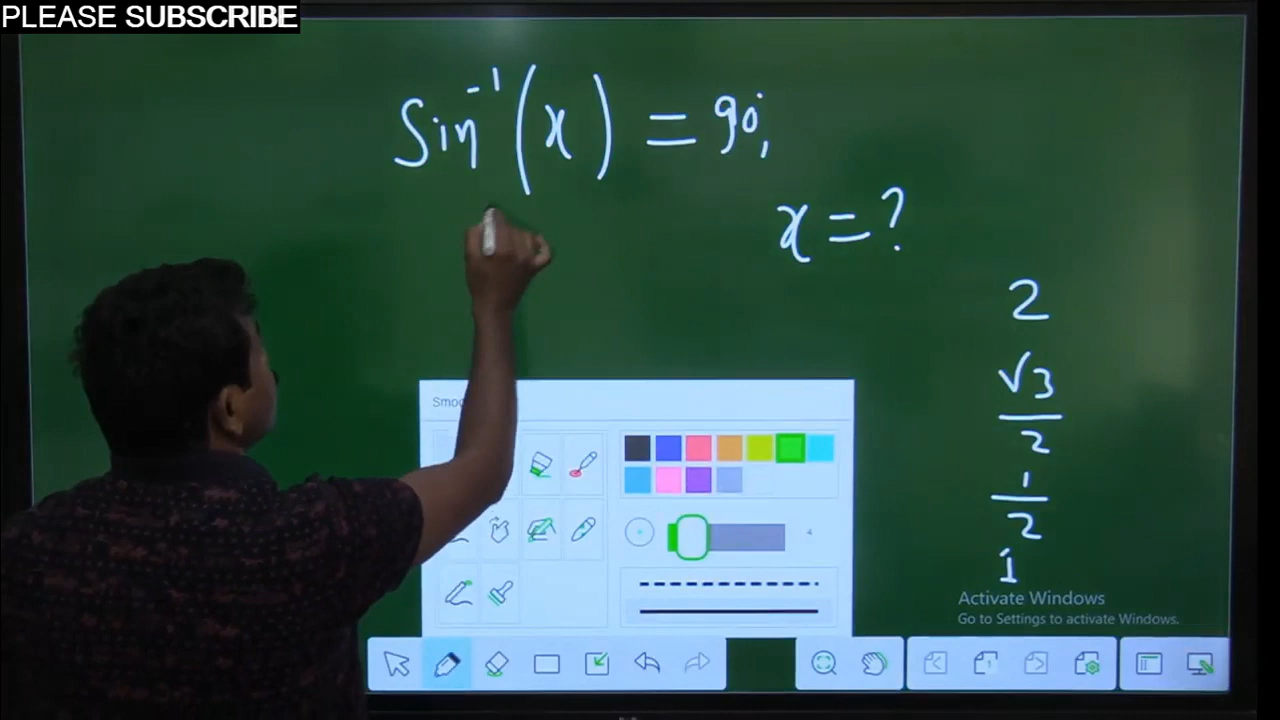 PLEASE SUBSCRIBE
Sin⁻¹(x) = 90°,
x = ?
2
√3
2
1
2
1
Activate Windows
Go to Settings to activate Windows.